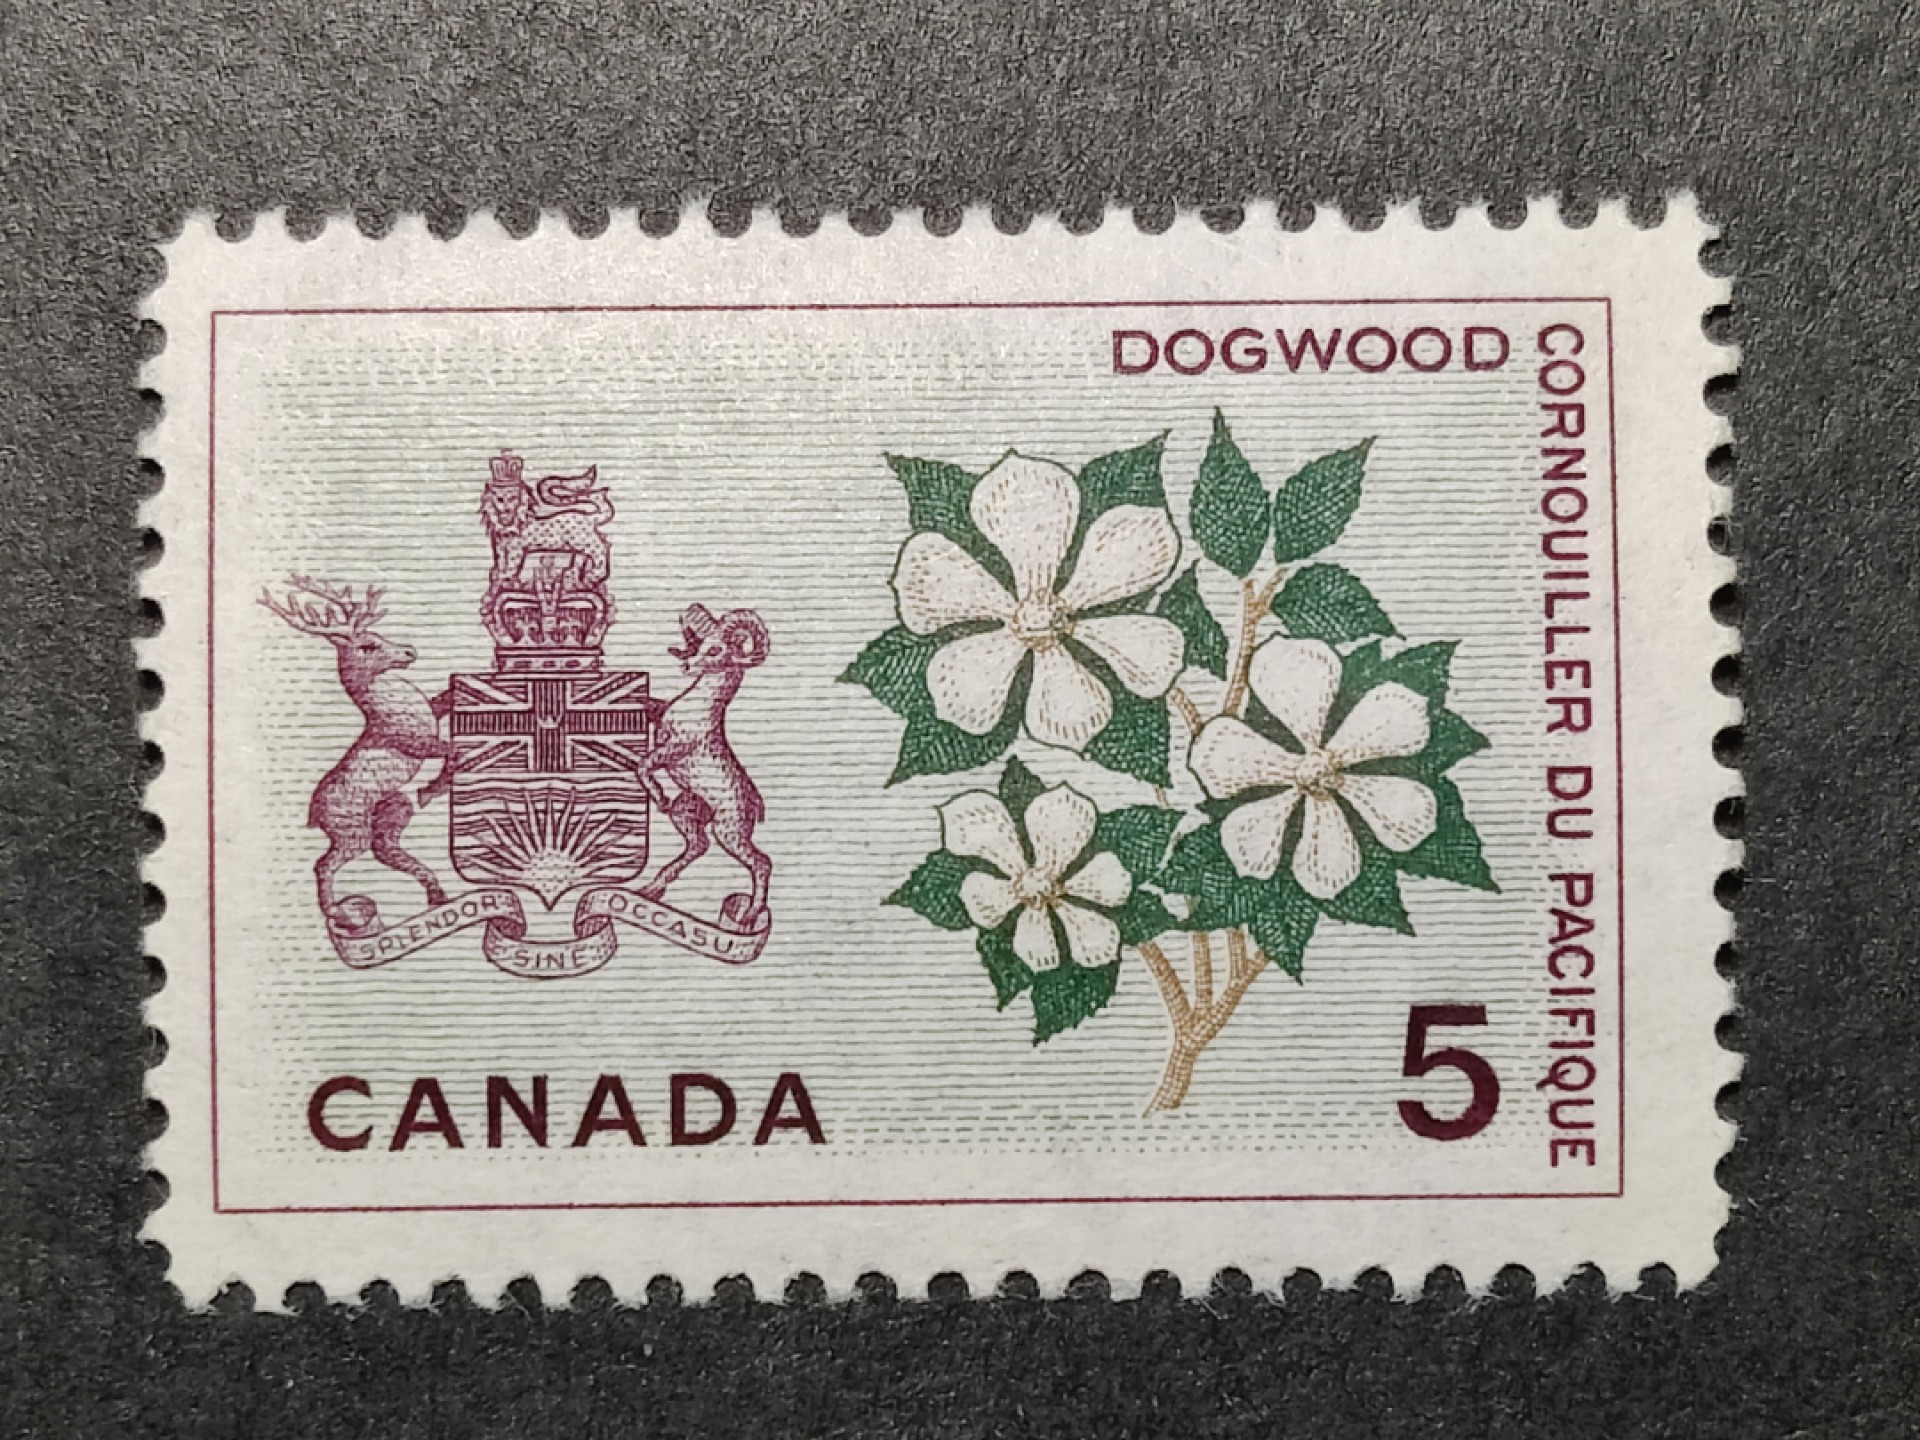 DOGWOOD
CORNOUILLER DU PACIFIQUE
SPLENDOR SINE OCCASU
CANADA
5